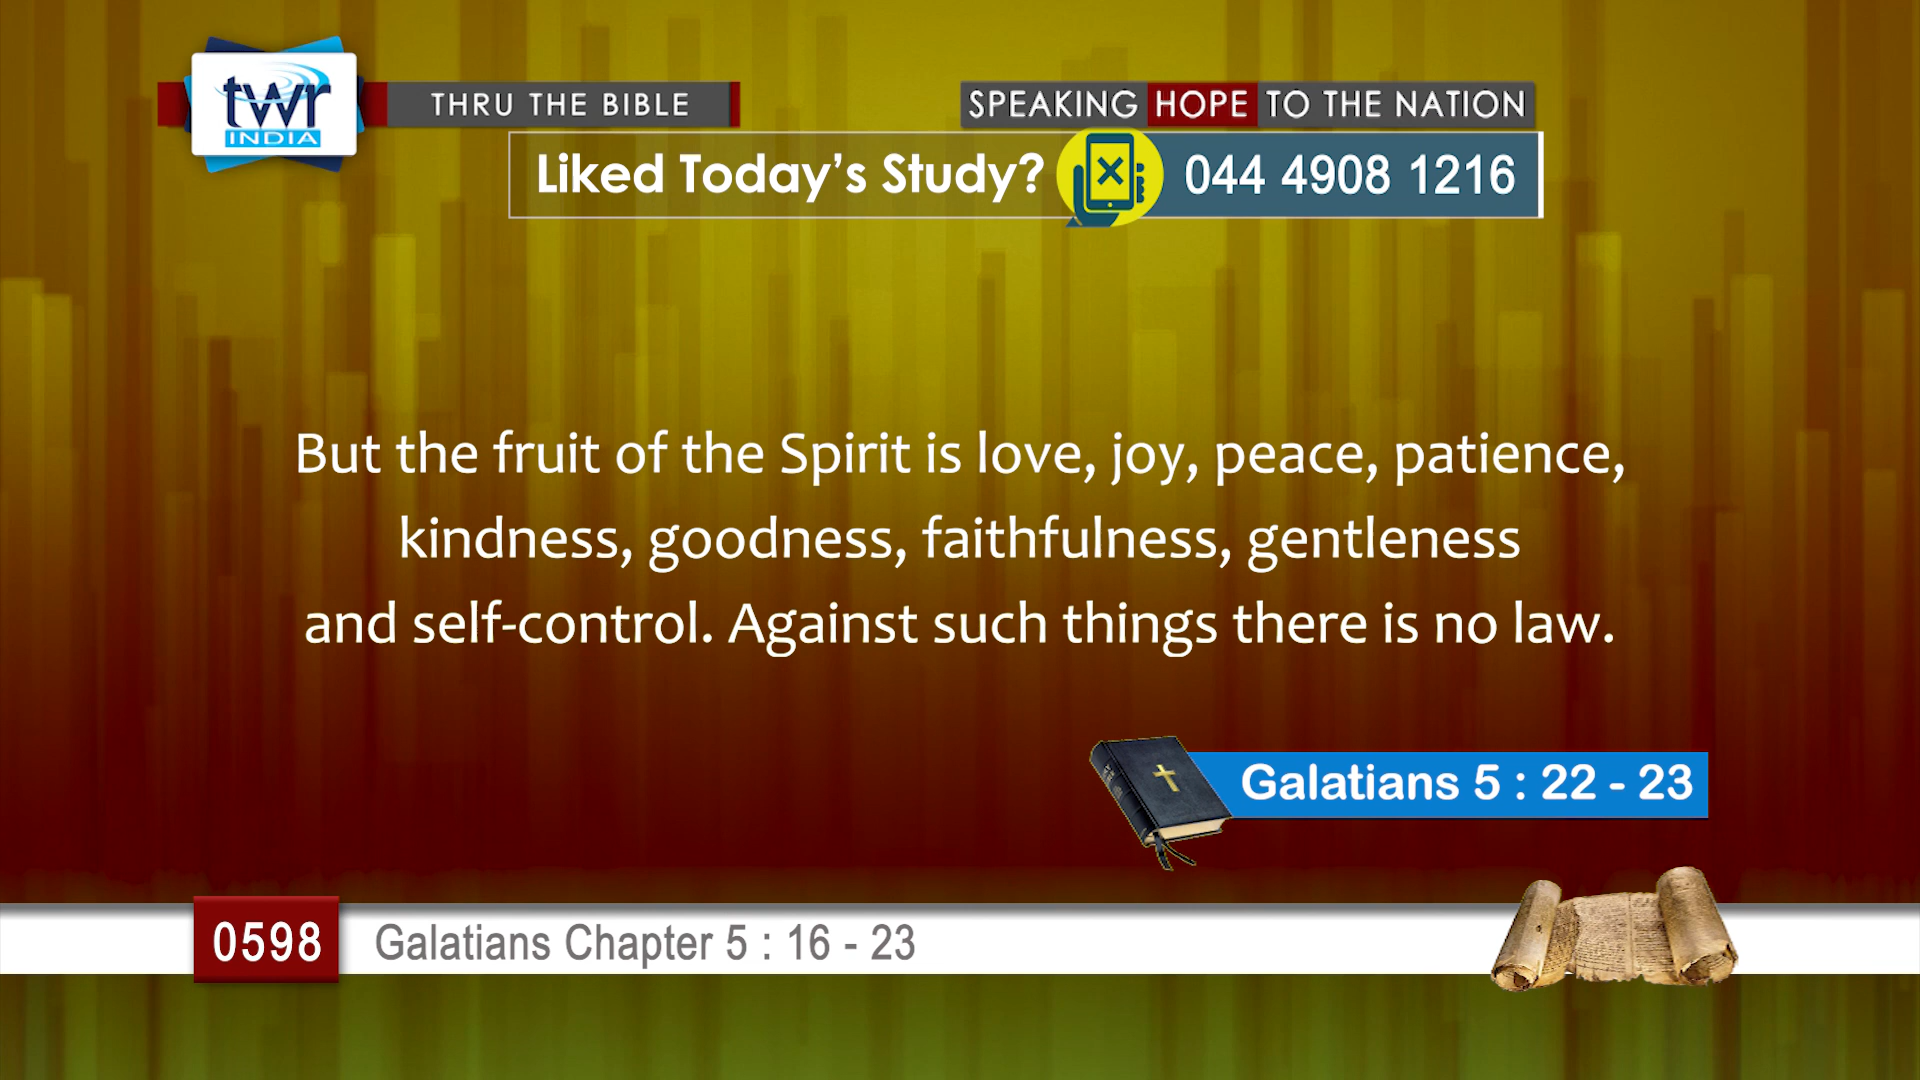 twr
INDIA
THRU THE BIBLE
SPEAKING HOPE TO THE NATION
Liked Today's Study?
044 4908 1216
But the fruit of the Spirit is love, joy, peace, patience,
kindness, goodness, faithfulness, gentleness
and self-control. Against such things there is no law.
Galatians 5 : 22 - 23
0598
Galatians Chapter 5 : 16 - 23